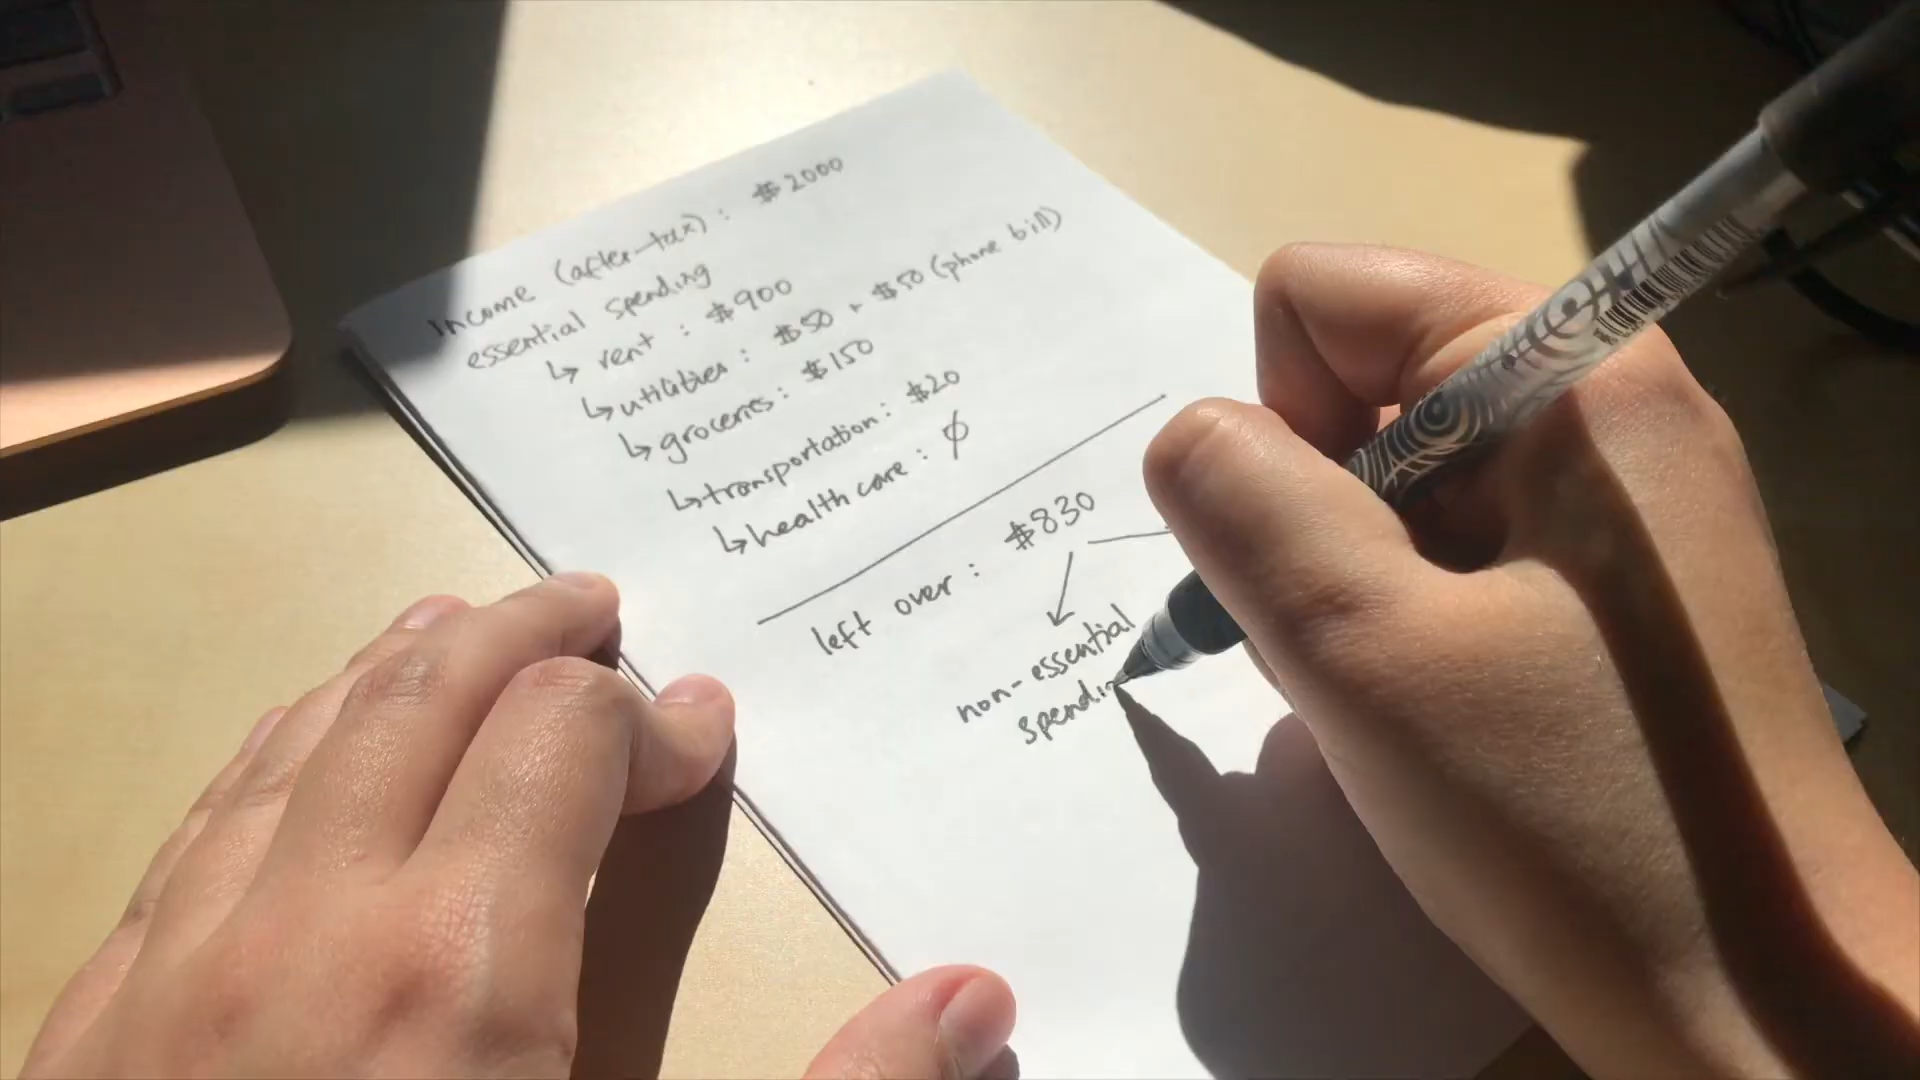 Income (after-tax): $2000
essential spending
↳ rent: $900
↳ utilities: $50 + $50 (phone bill)
↳ groceries: $150
↳ transportation: $20
↳ health care: ∅
left over: $830
non-essential
spendin